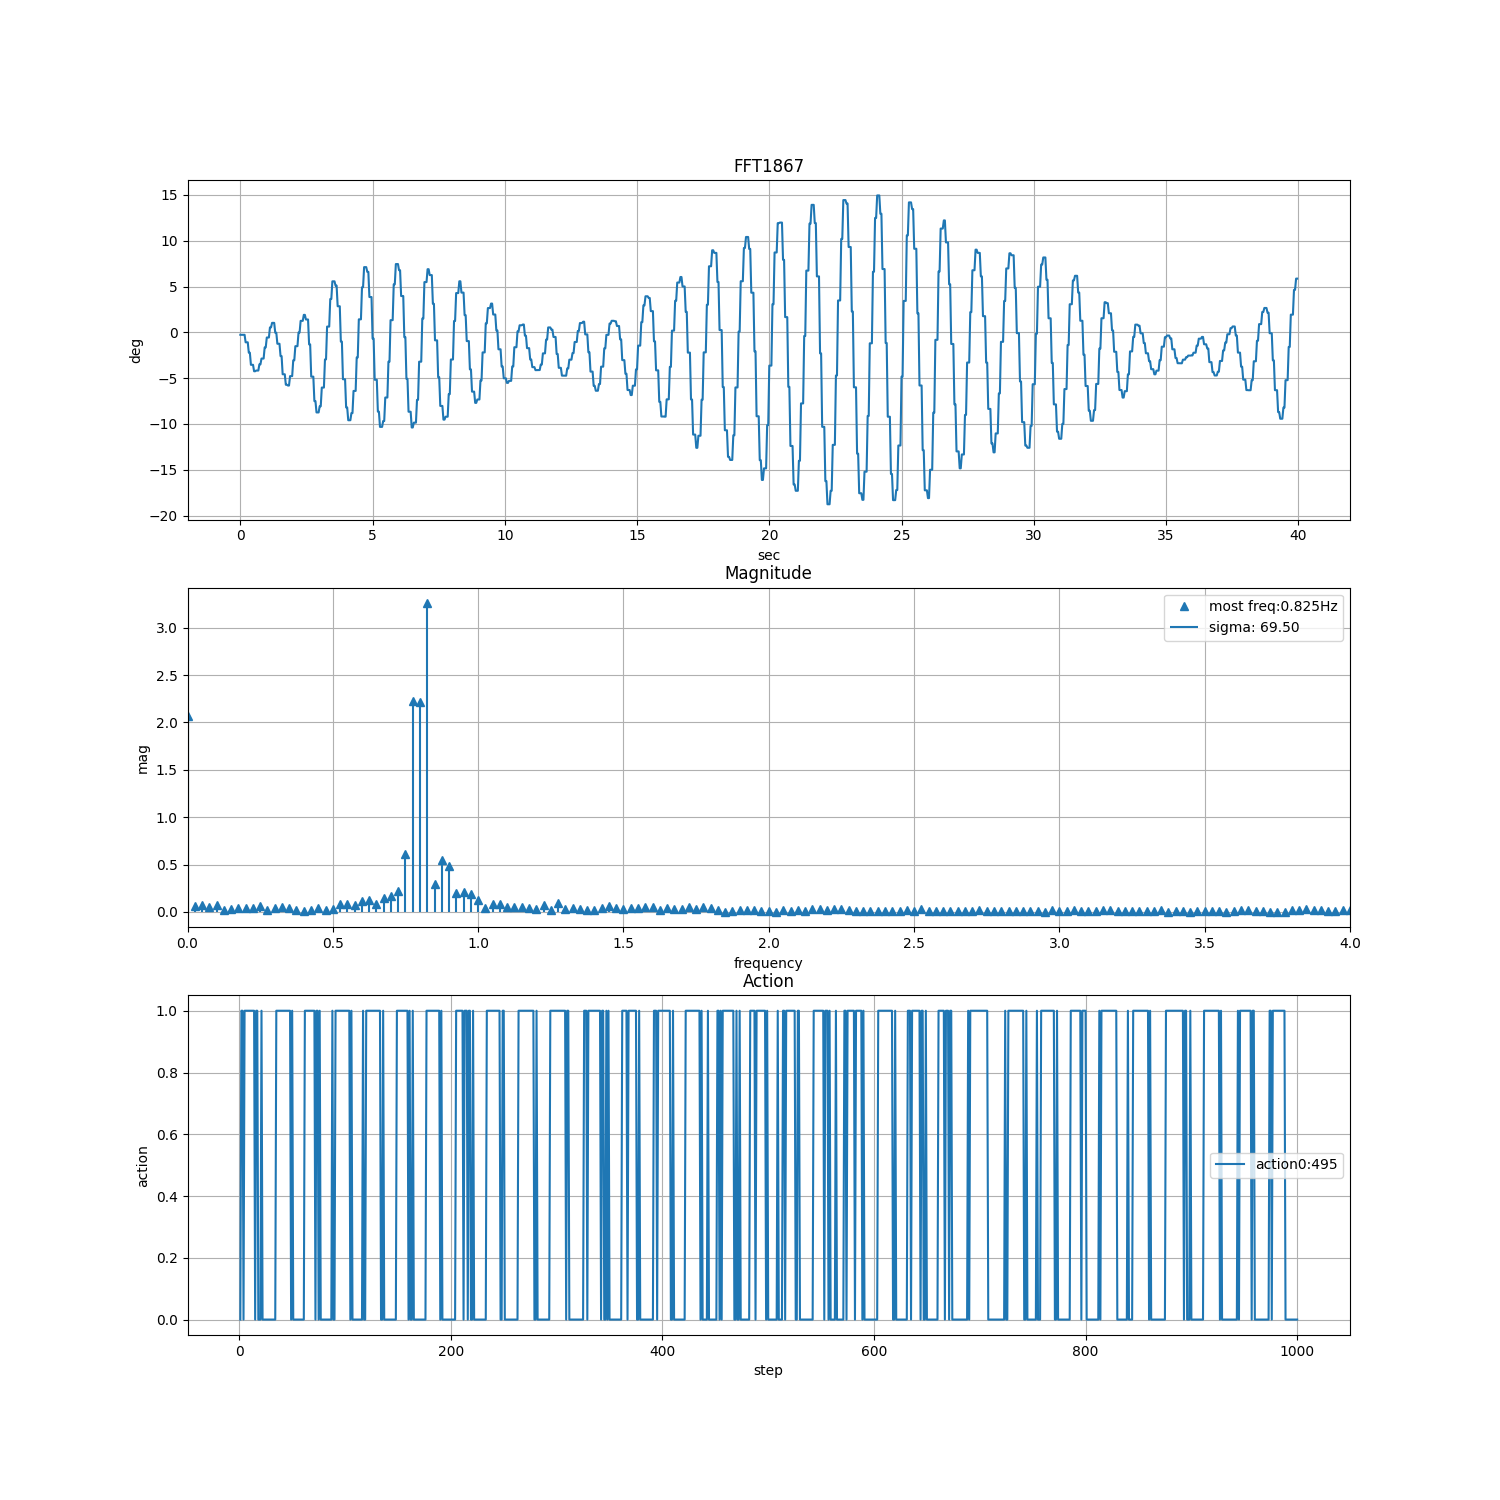 FFT1867
15
10
5
0
−5
−10
−15
−20
deg
0 5 10 15 20 25 30 35 40
sec
Magnitude
most freq:0.825Hz
sigma: 69.50
3.0
2.5
2.0
1.5
1.0
0.5
0.0
mag
0.0 0.5 1.0 1.5 2.0 2.5 3.0 3.5 4.0
frequency
Action
1.0
0.8
0.6
0.4
0.2
0.0
action
action0:495
0 200 400 600 800 1000
step